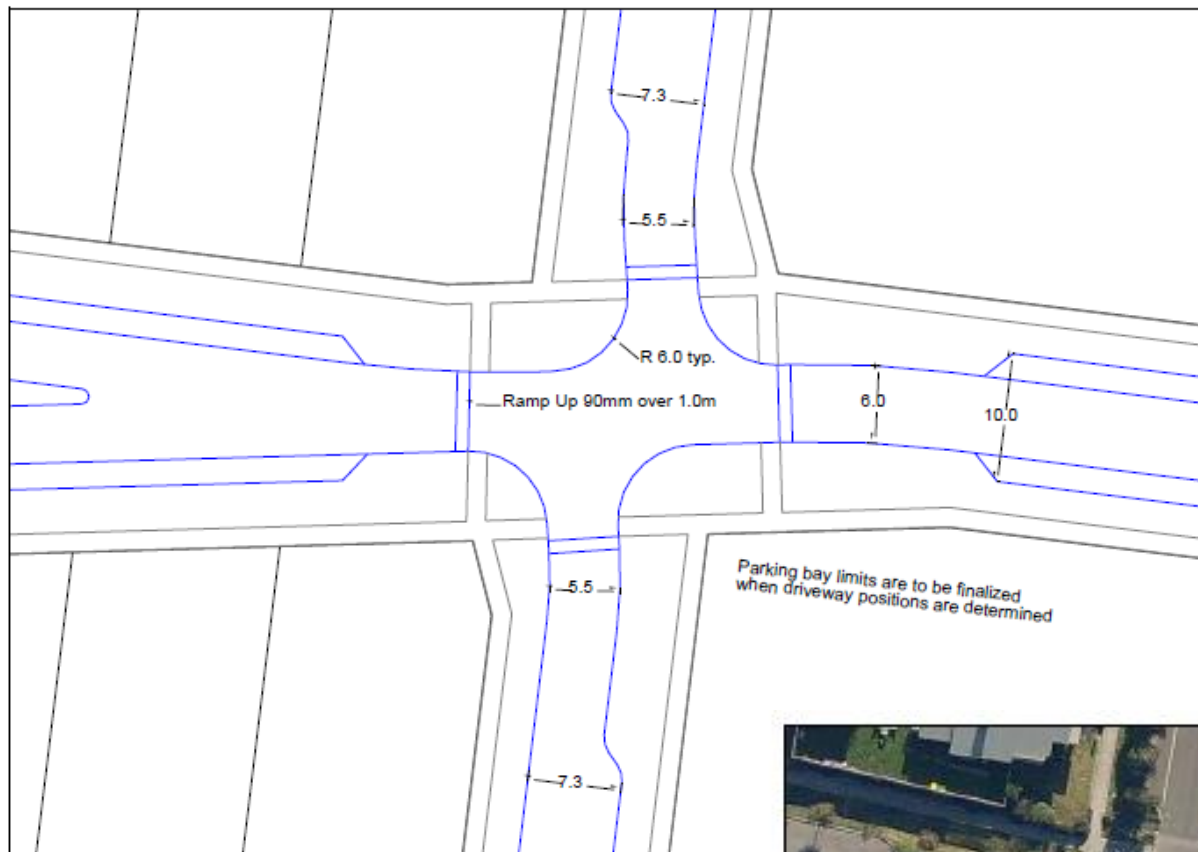 7.3
5.5
R 6.0 typ.
Ramp Up 90mm over 1.0m
6.0
10.0
Parking bay limits are to be finalized
when driveway positions are determined
5.5
7.3